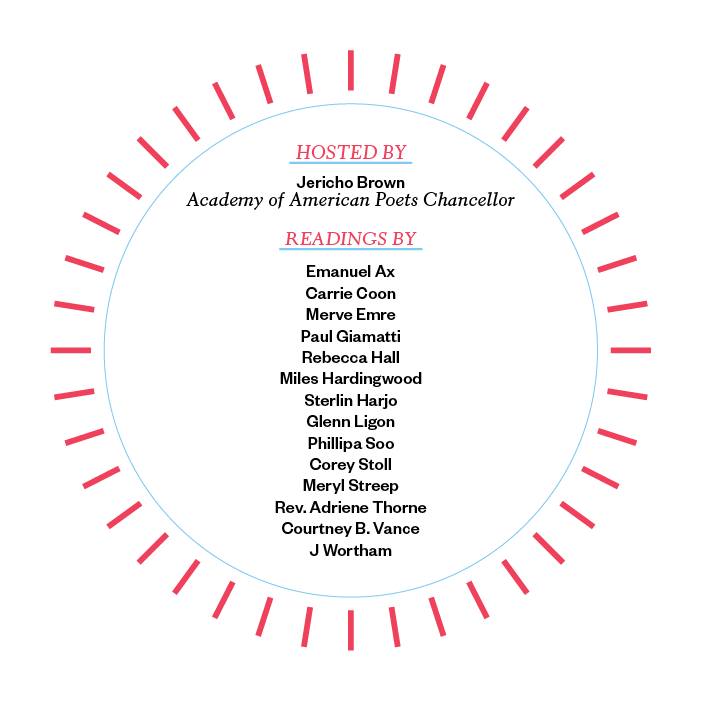 HOSTED BY
Jericho Brown
Academy of American Poets Chancellor
READINGS BY
Emanuel Ax
Carrie Coon
Merve Emre
Paul Giamatti
Rebecca Hall
Miles Hardingwood
Sterlin Harjo
Glenn Ligon
Phillipa Soo
Corey Stoll
Meryl Streep
Rev. Adriene Thorne
Courtney B. Vance
J Wortham